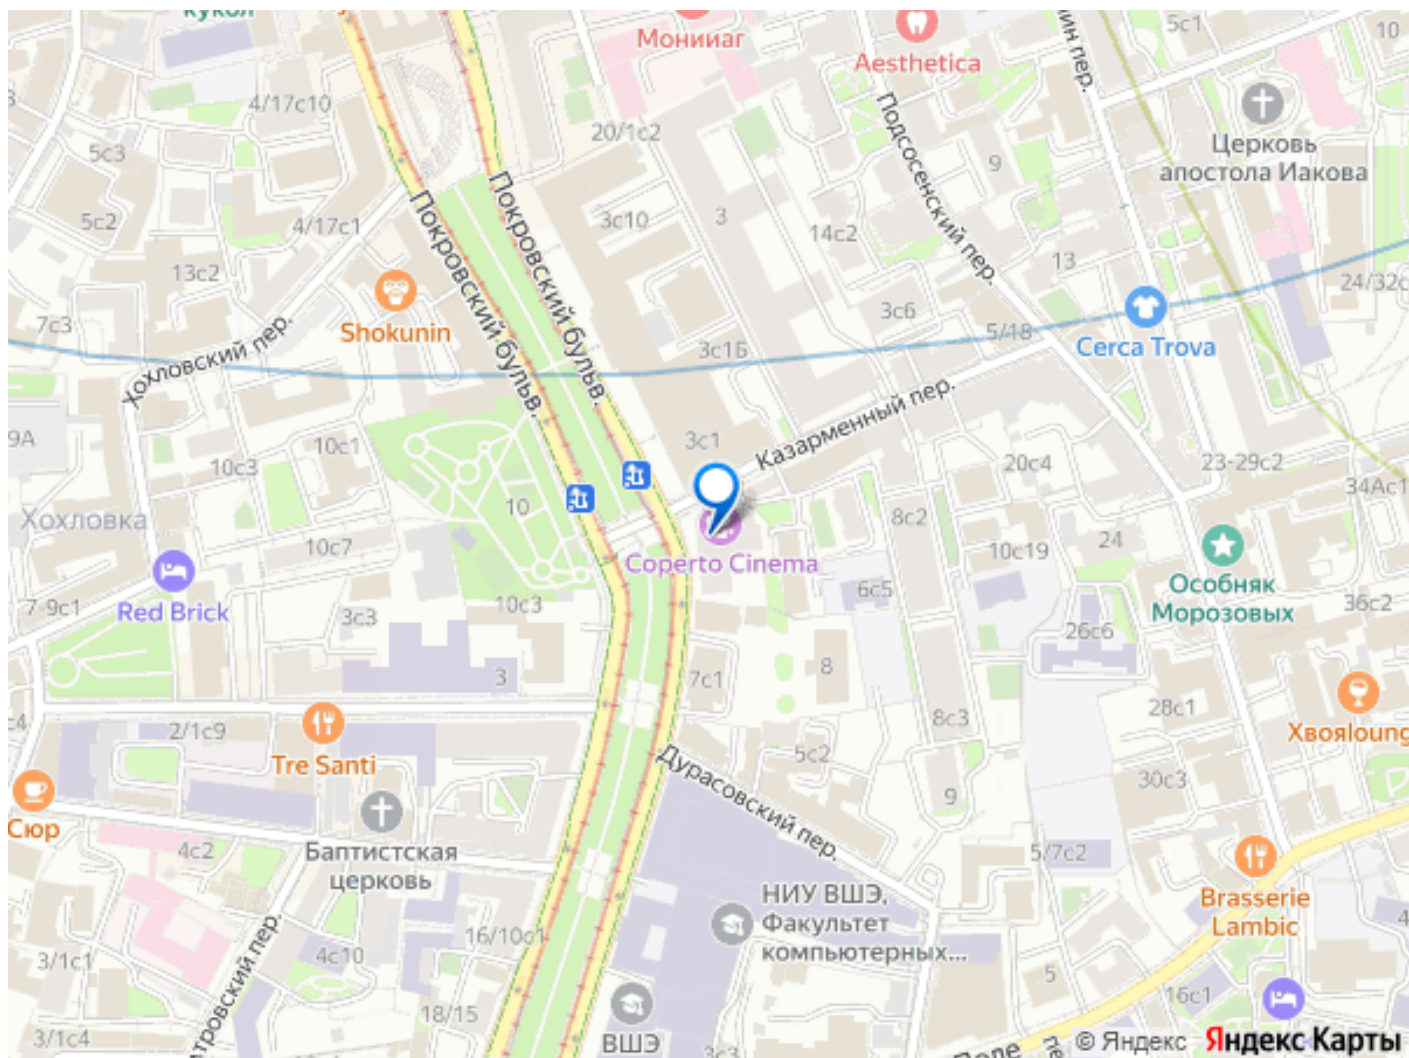 кукол
Монииаг
Aesthetica
5с1
10
4/17с10
20/1с2
5с3
9
Церковь
апостола Иакова
Подсосенский пер.
5с2
4/17с1
Покровский бульв.
Покровский бульв.
3с10
3
14с2
13
13с2
24/32с
7с3
Shokunin
3с6
5/18
Cerca Trova
Хохловский пер.
3с1Б
Казарменный пер.
9А
10с1
10с3
3с1
20с4
23-29с2
34Ас1
Хохловка
10
8с2
10с7
10с19
24
Coperto Cinema
Особняк
Морозовых
Red Brick
7-9с1
3с3
10с3
6с5
36с2
26с6
3
7с1
8
28с1
2/1с9
8с3
Хвояloung
Tre Santi
Дурасовский пер.
5с2
30с3
9
Сюр
4с2
Баптистская
церковь
5/7с2
НИУ ВШЭ,
Факультет
компьютерных...
Brasserie
Lambic
16/10с1
3/1с1
4с10
5
16с1
18/15
3/1с4
ВШЭ
3с3
© Яндекс Яндекс Карты